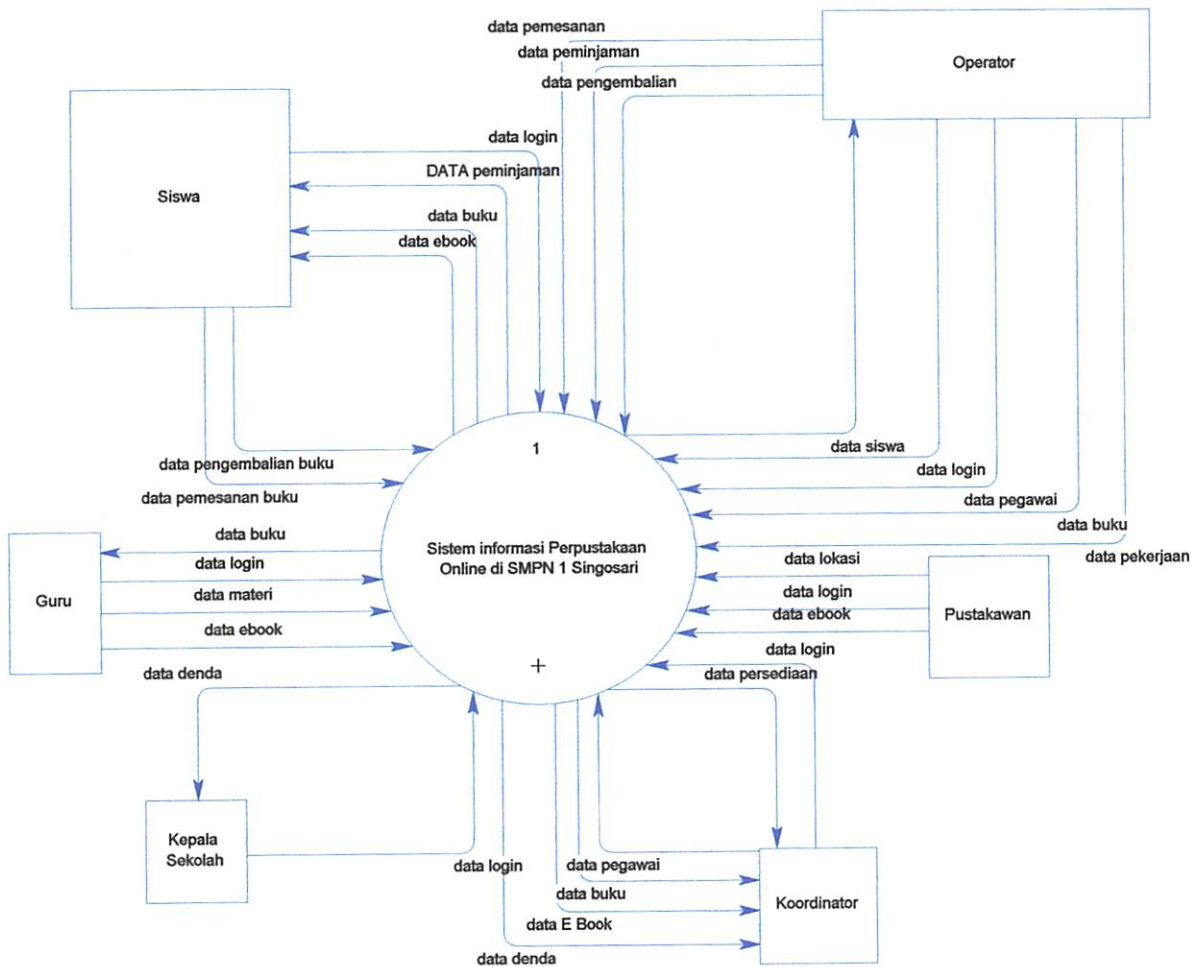 data pemesanan
data peminjaman
data pengembalian
Operator
Siswa
data login
DATA peminjaman
data buku
data ebook
data pengembalian buku
data pemesanan buku
1
Sistem informasi Perpustakaan
Online di SMPN 1 Singosari
+
data siswa
data login
data pegawai
data buku
data pekerjaan
Guru
data buku
data login
data materi
data ebook
data lokasi
data login
data ebook
Pustakawan
data denda
Kepala
Sekolah
data login
data login
data persediaan
data pegawai
data buku
data E Book
data denda
Koordinator